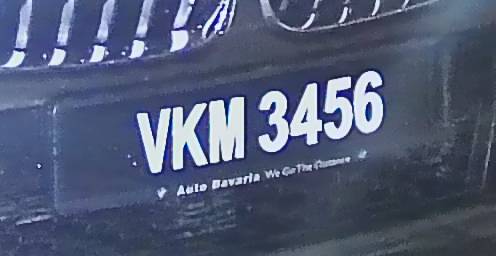 VKM 3456
Auto Bavaria We Go The Distance